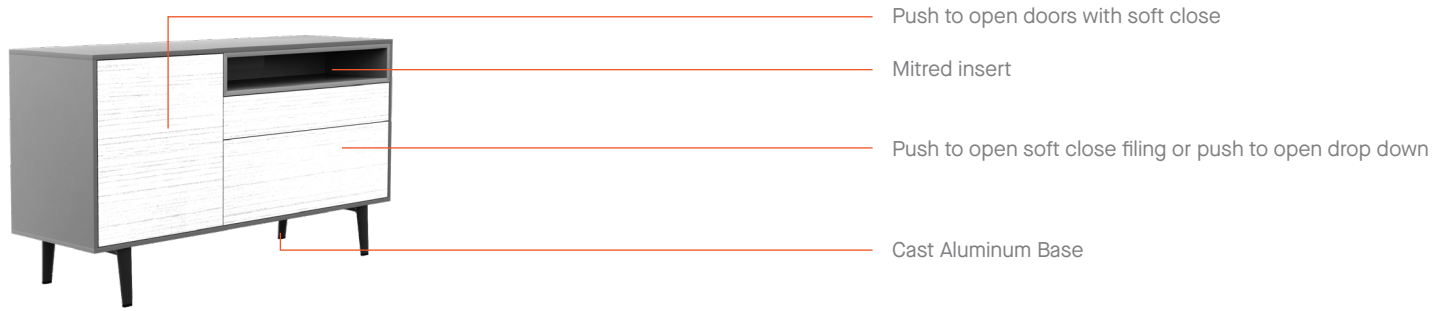 Push to open doors with soft close
Mitred insert
Push to open soft close filing or push to open drop down
Cast Aluminum Base